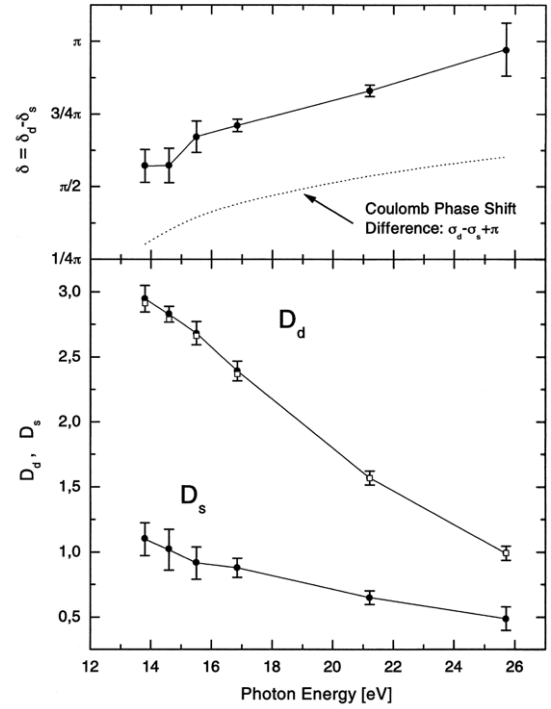 π
3/4π
π/2
1/4π
δ = δd-δs
Coulomb Phase Shift
Difference: σd-σs+π
3,0
2,5
2,0
1,5
1,0
0,5
Dd , Ds
Dd
Ds
12 14 16 18 20 22 24 26 28
Photon Energy [eV]